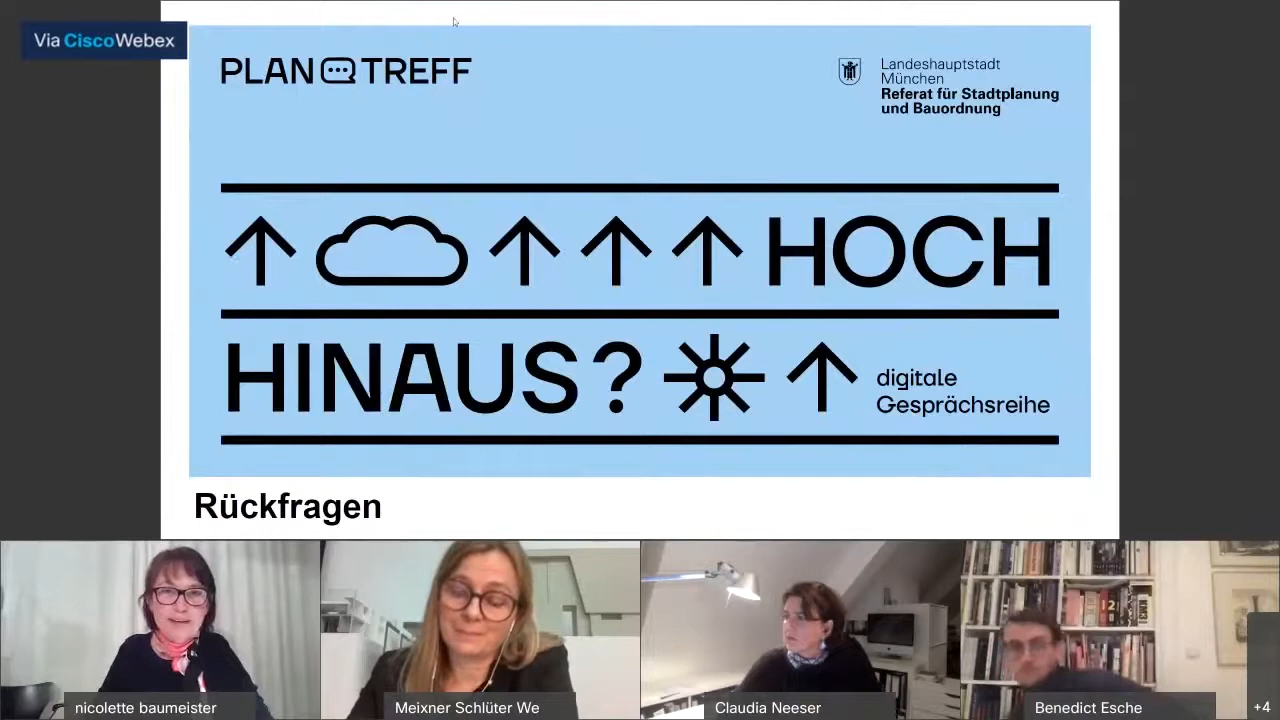 Via CiscoWebex
PLAN TREFF
Landeshauptstadt
München
Referat für Stadtplanung
und Bauordnung
HOCH
HINAUS?
digitale
Gesprächsreihe
Rückfragen
nicolette baumeister
Meixner Schlüter We
Claudia Neeser
Benedict Esche
+4